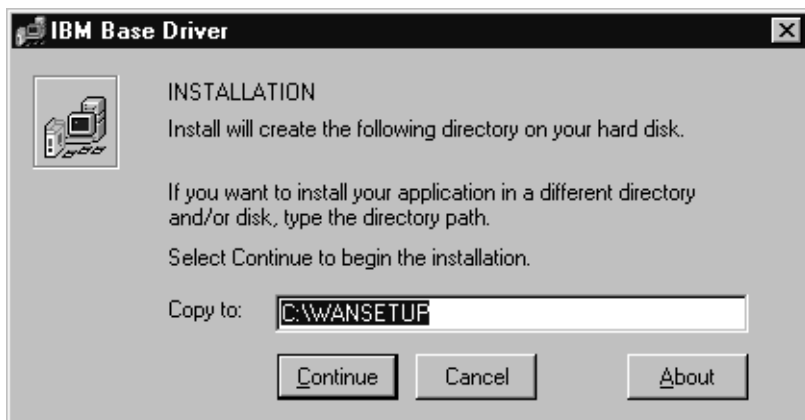 IBM Base Driver
INSTALLATION
Install will create the following directory on your hard disk.
If you want to install your application in a different directory
and/or disk, type the directory path.
Select Continue to begin the installation.
Copy to: C:\WANSETUP
Continue Cancel About